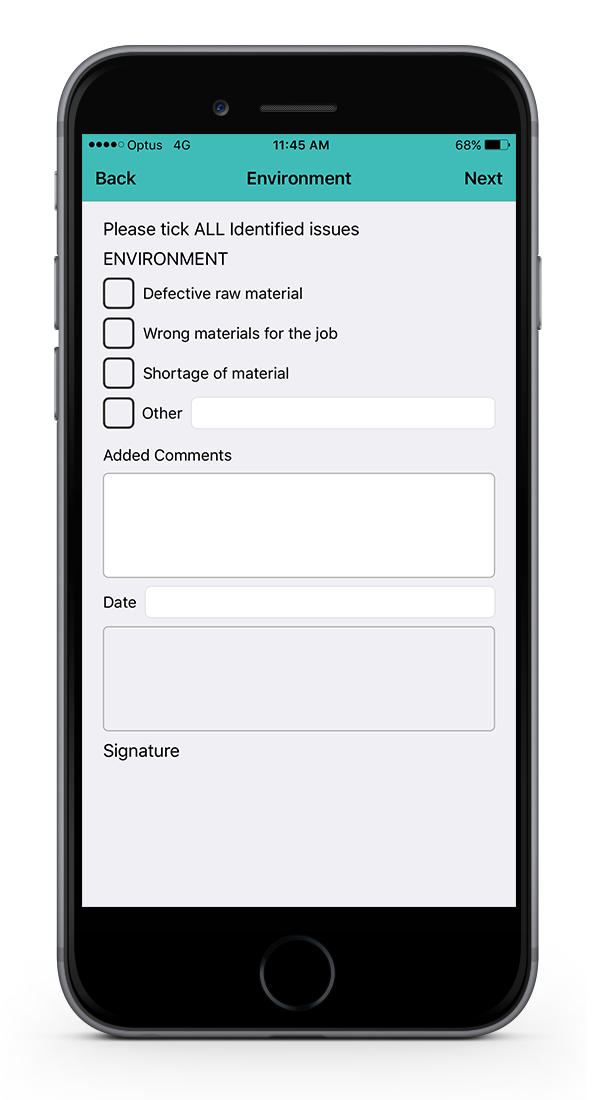 Optus 4G 11:45 AM 68%
Back Environment Next
Please tick ALL Identified issues
ENVIRONMENT
Defective raw material
Wrong materials for the job
Shortage of material
Other
Added Comments
Date
Signature